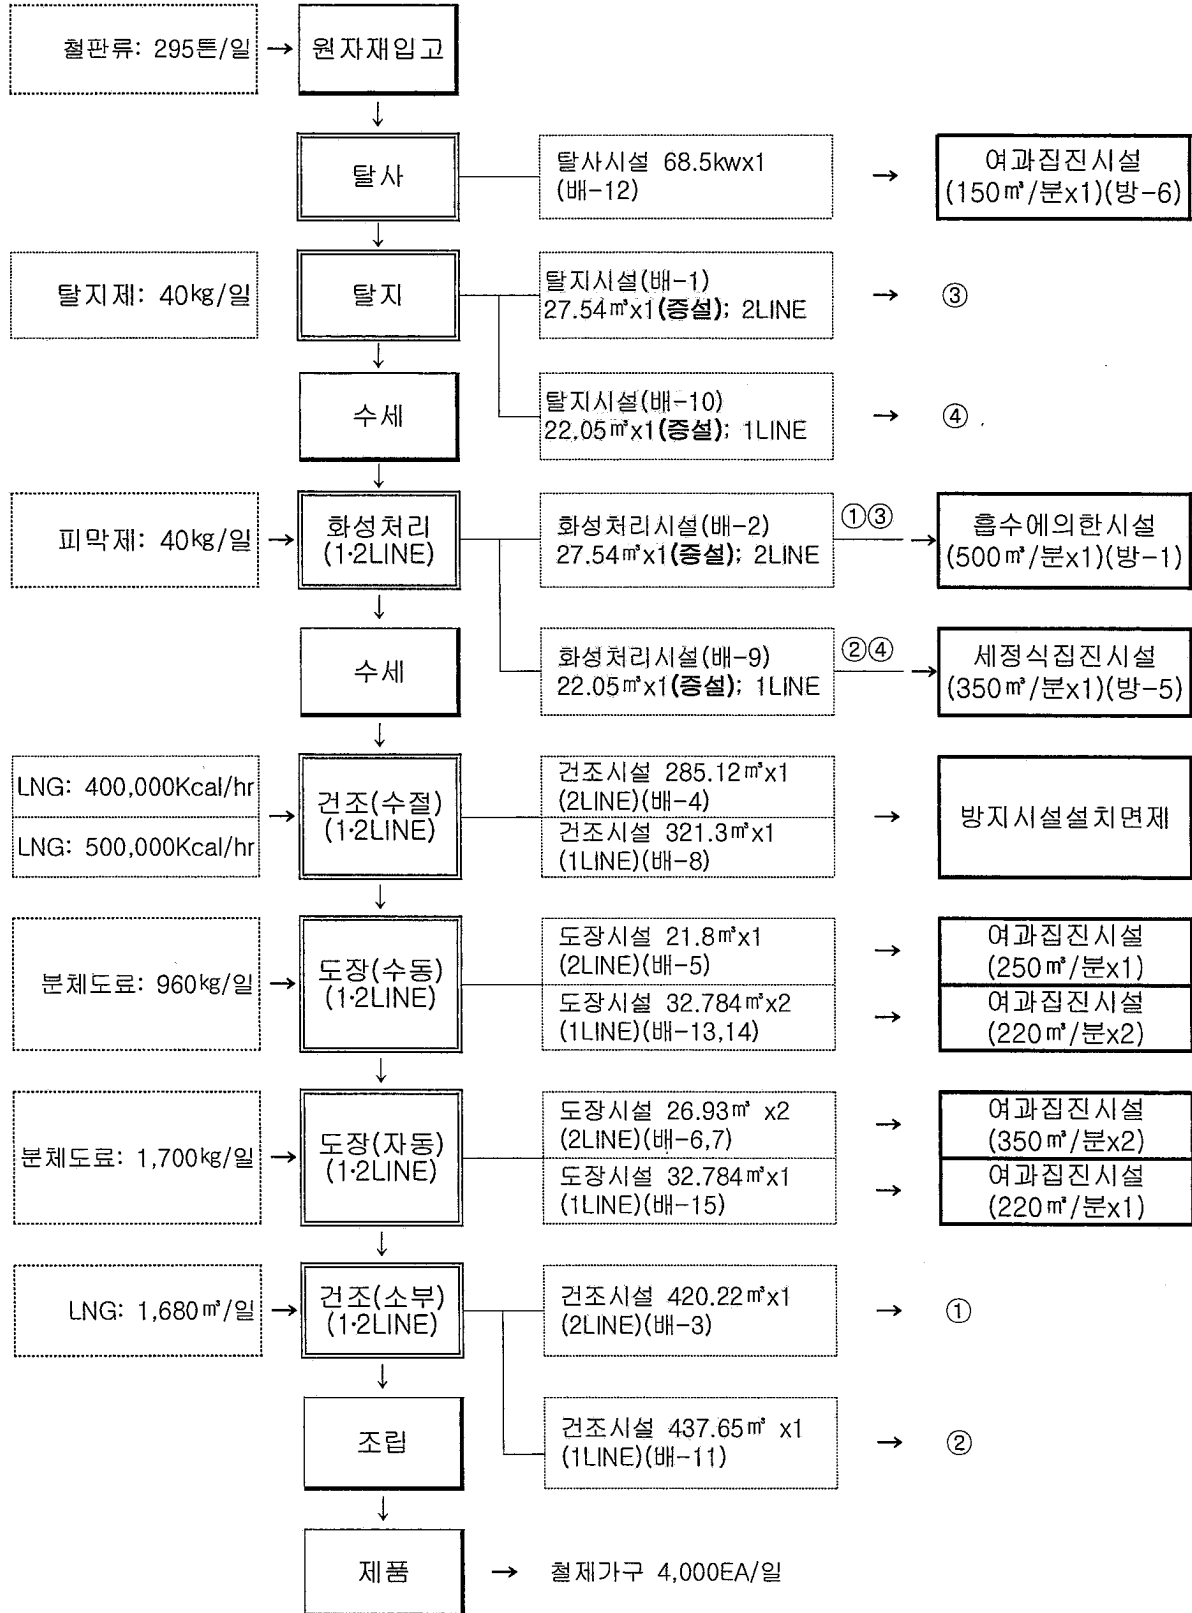 철판류: 295톤/일 → 원자재입고
↓
탈사
탈사시설 68.5kwx1
(배-12)
→
여과집진시설
(150㎥/분x1)(방-6)
↓
탈지제: 40kg/일
탈지
탈지시설(배-1)
27.54㎥x1(증설); 2LINE
→ ③
↓
수세
탈지시설(배-10)
22.05㎥x1(증설); 1LINE
→ ④
↓
피막제: 40kg/일 →
화성처리
(1·2LINE)
화성처리시설(배-2)
27.54㎥x1(증설); 2LINE
①③ →
흡수에의한시설
(500㎥/분x1)(방-1)
↓
수세
화성처리시설(배-9)
22.05㎥x1(증설); 1LINE
②④ →
세정식집진시설
(350㎥/분x1)(방-5)
↓
LNG: 400,000Kcal/hr
LNG: 500,000Kcal/hr
→
건조(수절)
(1·2LINE)
건조시설 285.12㎥x1
(2LINE)(배-4)
건조시설 321.3㎥x1
(1LINE)(배-8)
→
방지시설설치면제
↓
분체도료: 960kg/일 →
도장(수동)
(1·2LINE)
도장시설 21.8㎥x1
(2LINE)(배-5)
→
여과집진시설
(250㎥/분x1)
도장시설 32.784㎥x2
(1LINE)(배-13,14)
→
여과집진시설
(220㎥/분x2)
↓
분체도료: 1,700kg/일 →
도장(자동)
(1·2LINE)
도장시설 26.93㎥ x2
(2LINE)(배-6,7)
→
여과집진시설
(350㎥/분x2)
도장시설 32.784㎥x1
(1LINE)(배-15)
→
여과집진시설
(220㎥/분x1)
↓
LNG: 1,680㎥/일 →
건조(소부)
(1·2LINE)
건조시설 420.22㎥x1
(2LINE)(배-3)
→ ①
↓
조립
건조시설 437.65㎥ x1
(1LINE)(배-11)
→ ②
↓
제품 → 철제가구 4,000EA/일